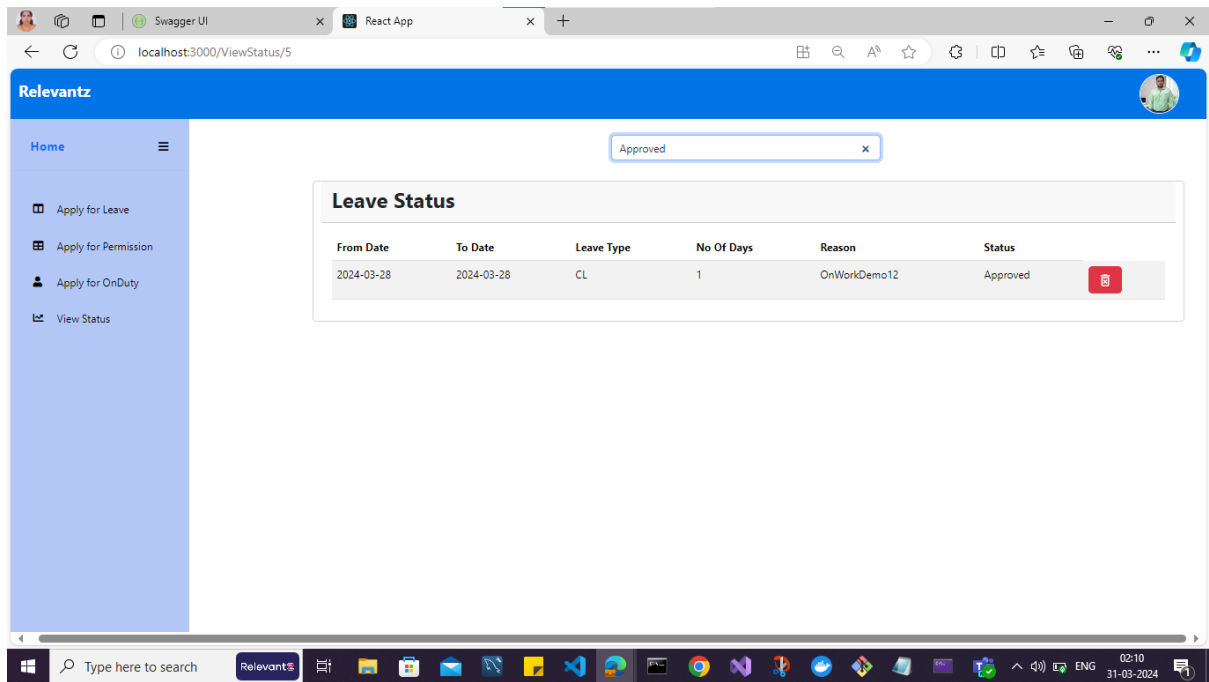 Swagger UI
React App
localhost:3000/ViewStatus/5
Relevantz
Home
Approved
Apply for Leave
Apply for Permission
Apply for OnDuty
View Status
Leave Status
From Date To Date Leave Type No Of Days Reason Status
2024-03-28 2024-03-28 CL 1 OnWorkDemo12 Approved
Type here to search
Relevants
ENG
02:10
31-03-2024
1